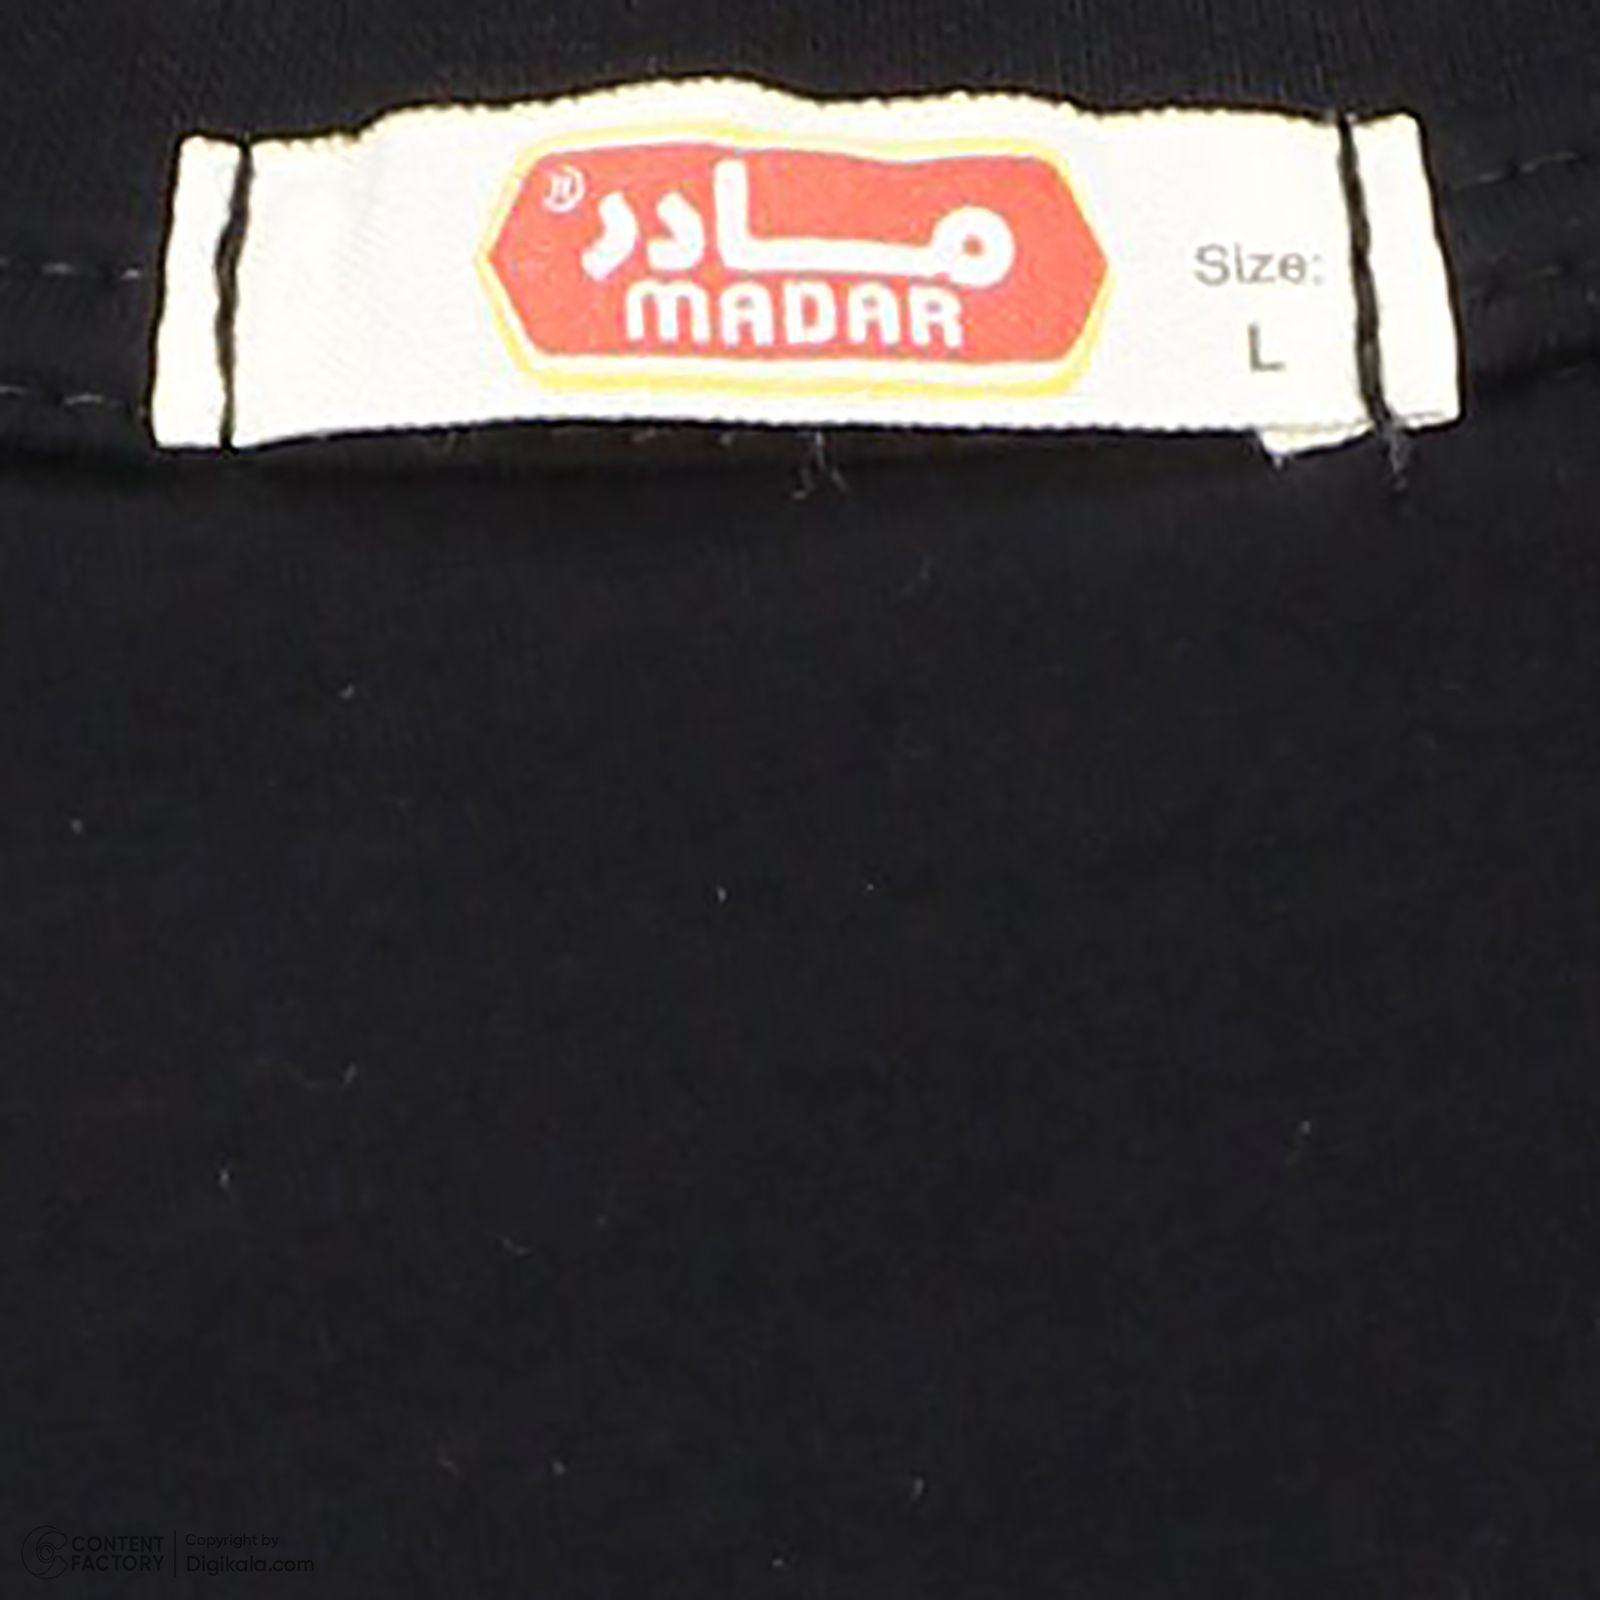 مادر®
MADAR
Size:
L
CONTENT FACTORY
Copyright by
Digikala.com